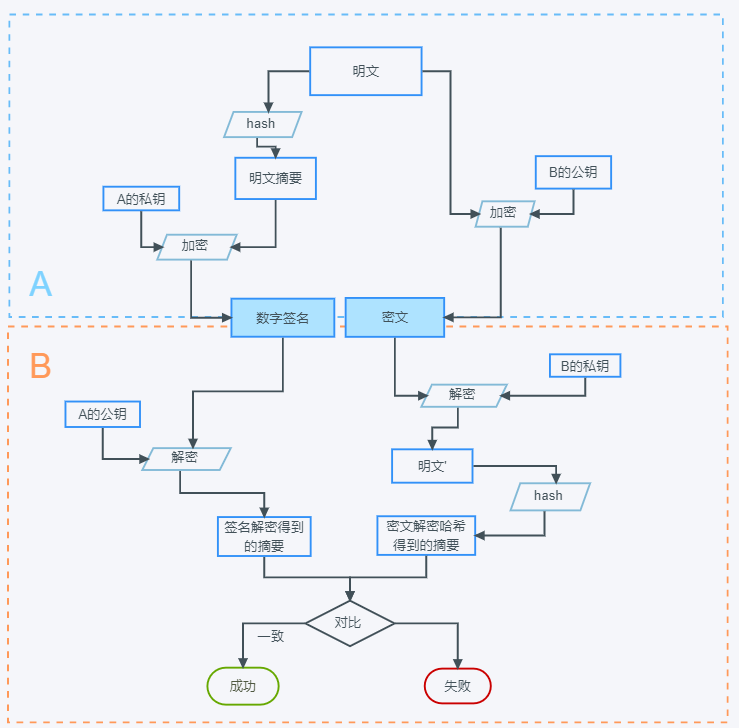 明文
hash
明文摘要
B的公钥
A的私钥
加密
加密
A
数字签名
密文
B
B的私钥
解密
A的公钥
解密
明文'
hash
签名解密得到
的摘要
密文解密哈希
得到的摘要
对比
一致
成功
失败